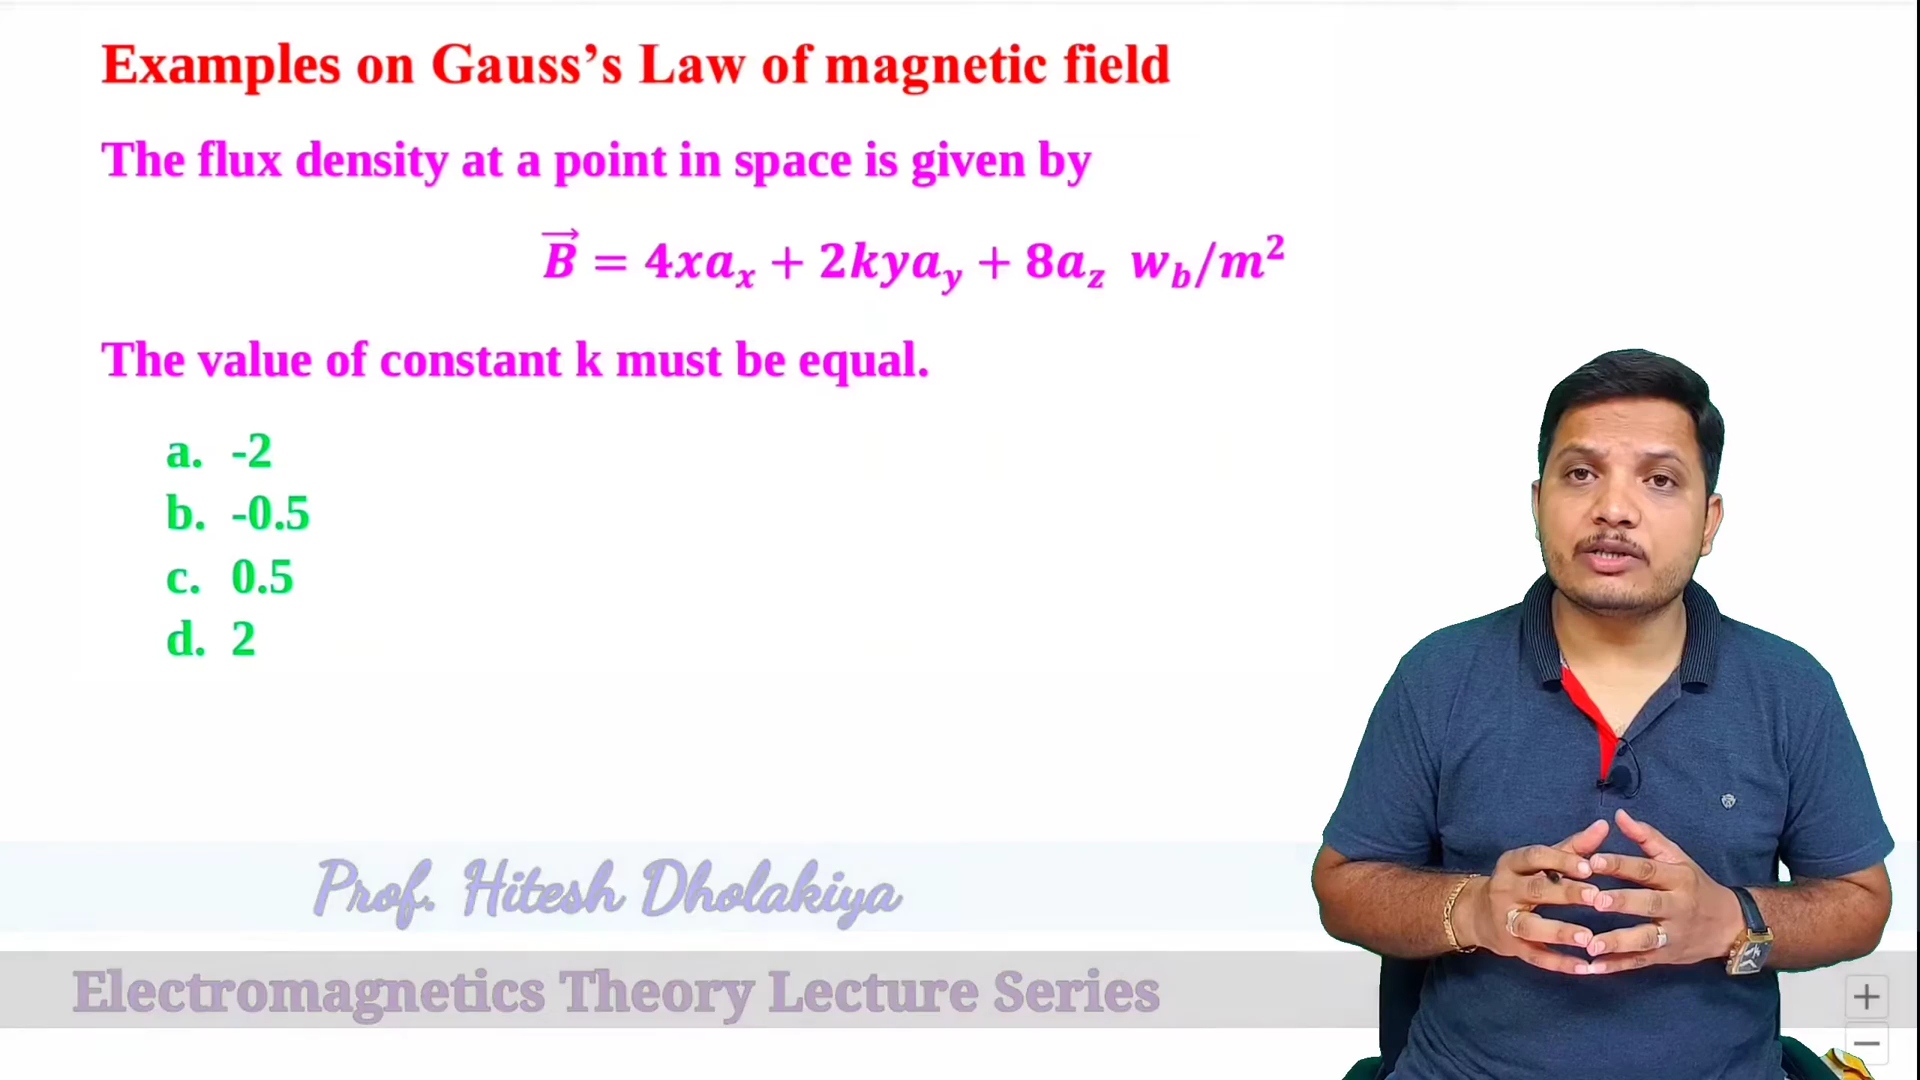 Examples on Gauss’s Law of magnetic field
The flux density at a point in space is given by
$\vec{B} = 4xa_x + 2kya_y + 8a_z \ w_b/m^2$
The value of constant k must be equal.
a. -2
b. -0.5
c. 0.5
d. 2
Prof. Hitesh Dholakiya
Electromagnetics Theory Lecture Series